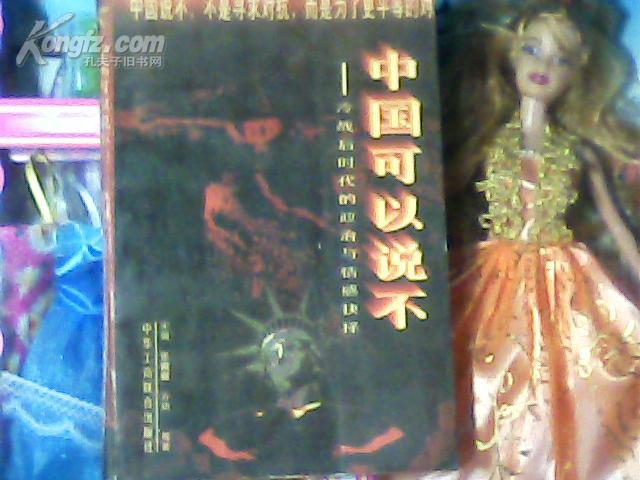 Kongfz.com
孔夫子旧书网
中国说不,不是寻求对抗,而是为了更平等的对
中国可以说不
——冷战后时代的政治与情感抉择
中华工商联合出版社